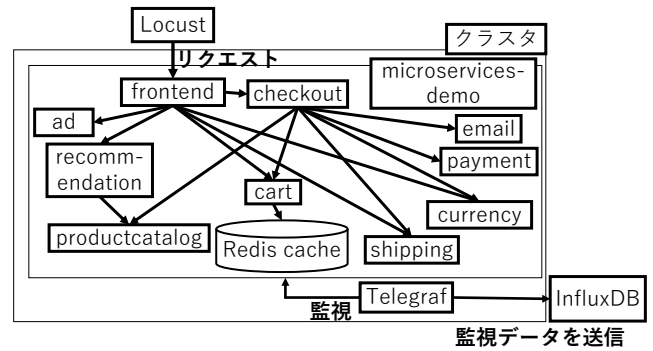 Locust
クラスタ
リクエスト
microservices-
demo
frontend
checkout
ad
email
recomm-
endation
payment
cart
currency
productcatalog
Redis cache
shipping
Telegraf
InfluxDB
監視
監視データを送信